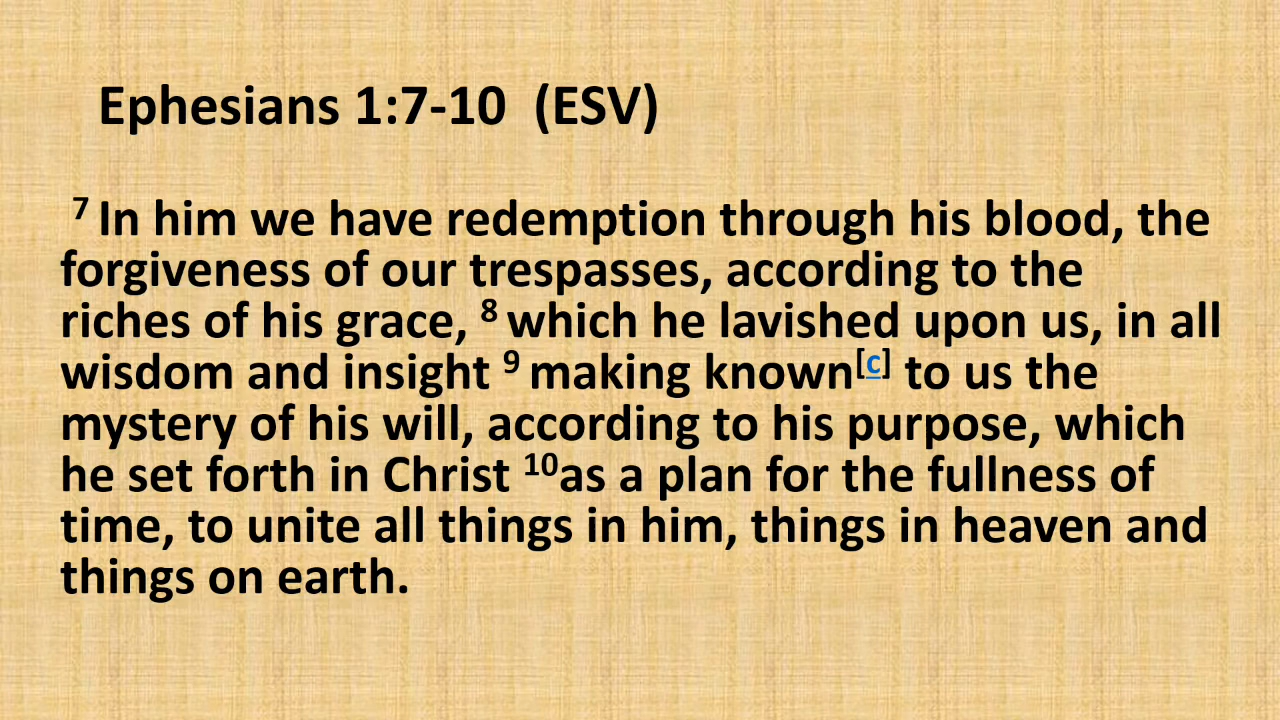 Ephesians 1:7-10 (ESV)
7 In him we have redemption through his blood, the
forgiveness of our trespasses, according to the
riches of his grace, 8 which he lavished upon us, in all
wisdom and insight 9 making known[c] to us the
mystery of his will, according to his purpose, which
he set forth in Christ 10as a plan for the fullness of
time, to unite all things in him, things in heaven and
things on earth.